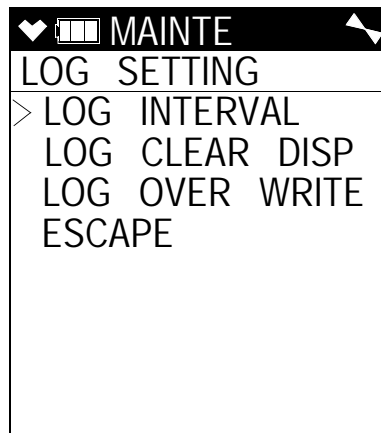 MAINTE
LOG SETTING
> LOG INTERVAL
LOG CLEAR DISP
LOG OVER WRITE
ESCAPE